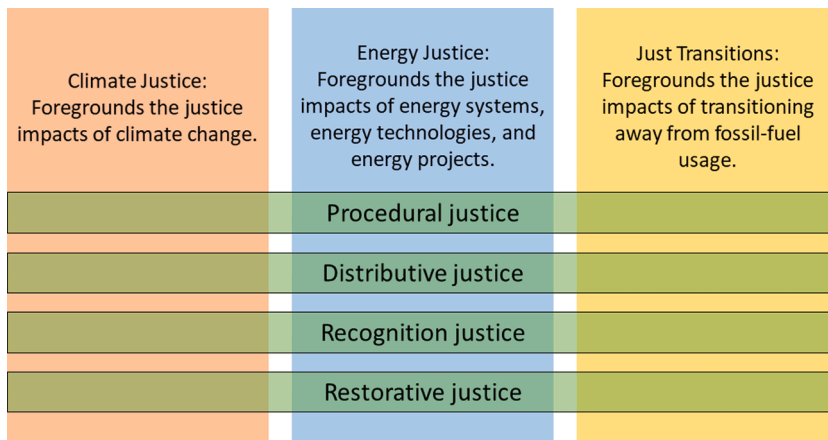 Climate Justice:
Foregrounds the justice
impacts of climate change.
Energy Justice:
Foregrounds the justice
impacts of energy systems,
energy technologies, and
energy projects.
Just Transitions:
Foregrounds the justice
impacts of transitioning
away from fossil-fuel
usage.
Procedural justice
Distributive justice
Recognition justice
Restorative justice